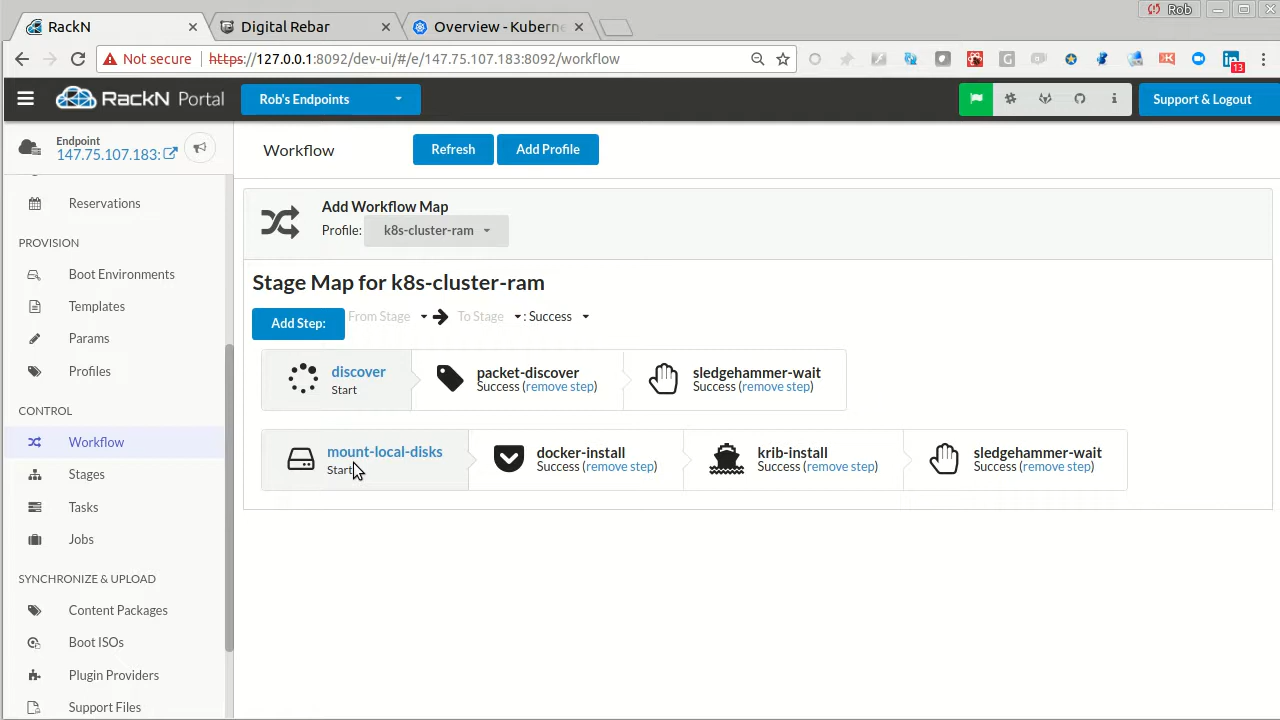 Rob
RackN
Digital Rebar
Overview - Kuberne
Not secure https://127.0.0.1:8092/dev-ui/#/e/147.75.107.183:8092/workflow
13
RackN Portal
Rob's Endpoints
Support & Logout
Endpoint
147.75.107.183:
Workflow
Refresh
Add Profile
Reservations
PROVISION
Boot Environments
Templates
Params
Profiles
CONTROL
Workflow
Stages
Tasks
Jobs
SYNCHRONIZE & UPLOAD
Content Packages
Boot ISOs
Plugin Providers
Support Files
Add Workflow Map
Profile: k8s-cluster-ram
Stage Map for k8s-cluster-ram
Add Step: From Stage To Stage : Success
discover
Start
packet-discover
Success (remove step)
sledgehammer-wait
Success (remove step)
mount-local-disks
Start
docker-install
Success (remove step)
krib-install
Success (remove step)
sledgehammer-wait
Success (remove step)